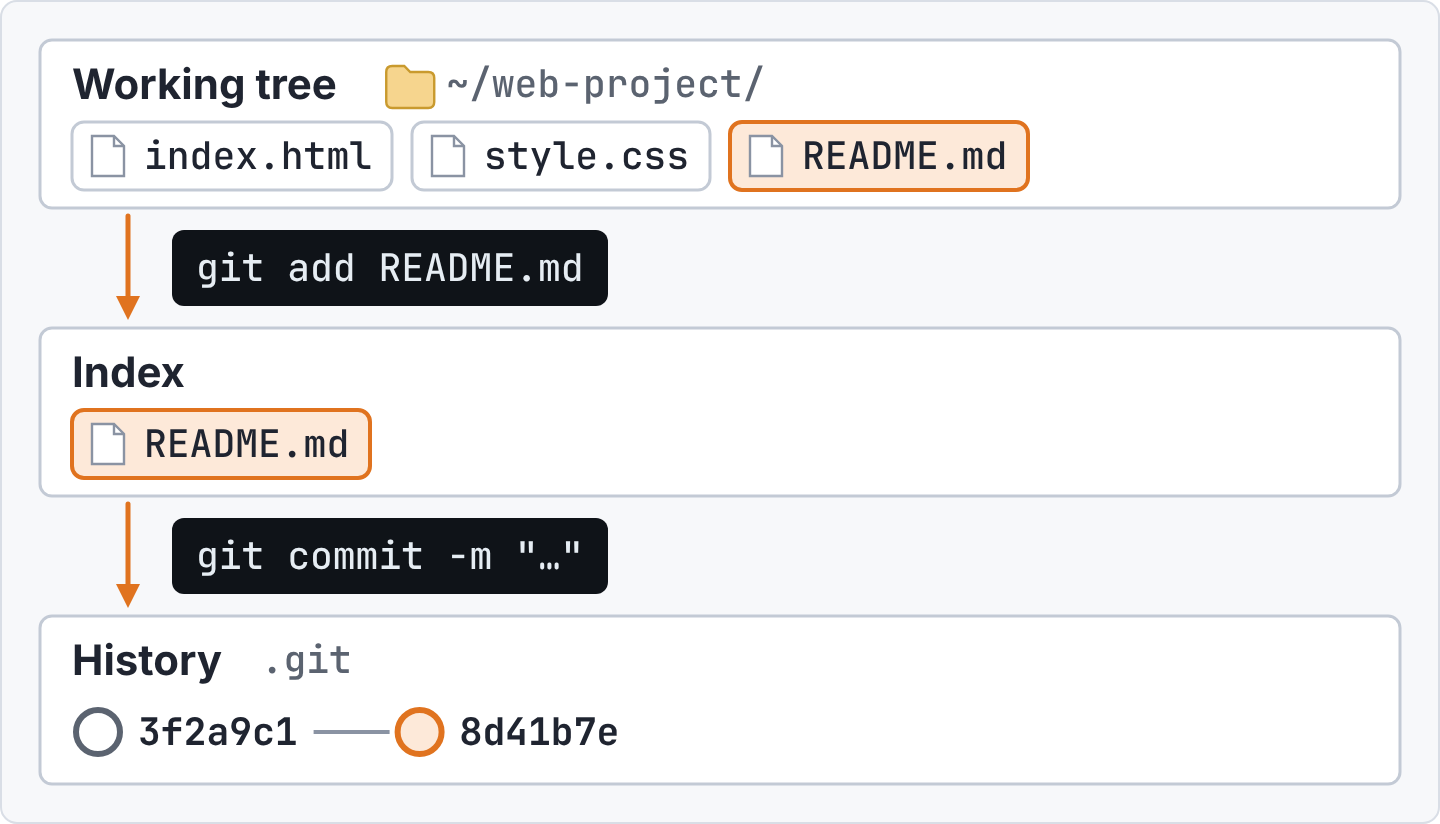 Working tree ~/web-project/
index.html style.css README.md
git add README.md
Index
README.md
git commit -m "…"
History .git
3f2a9c1 8d41b7e